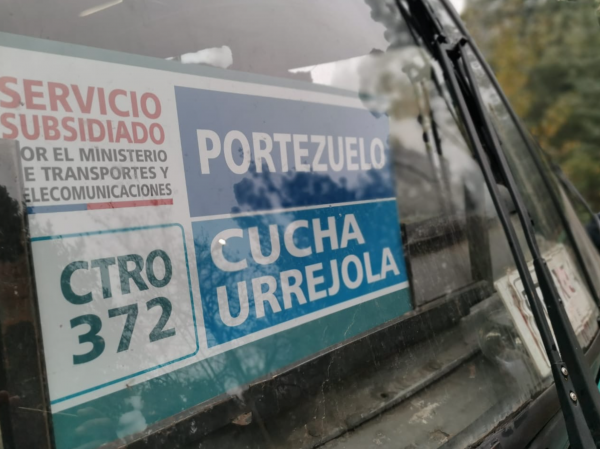 SERVICIO
SUBSIDIADO
OR EL MINISTERIO
E TRANSPORTES Y
ELECOMUNICACIONES
CTRO
372
PORTEZUELO
CUCHA
URREJOLA